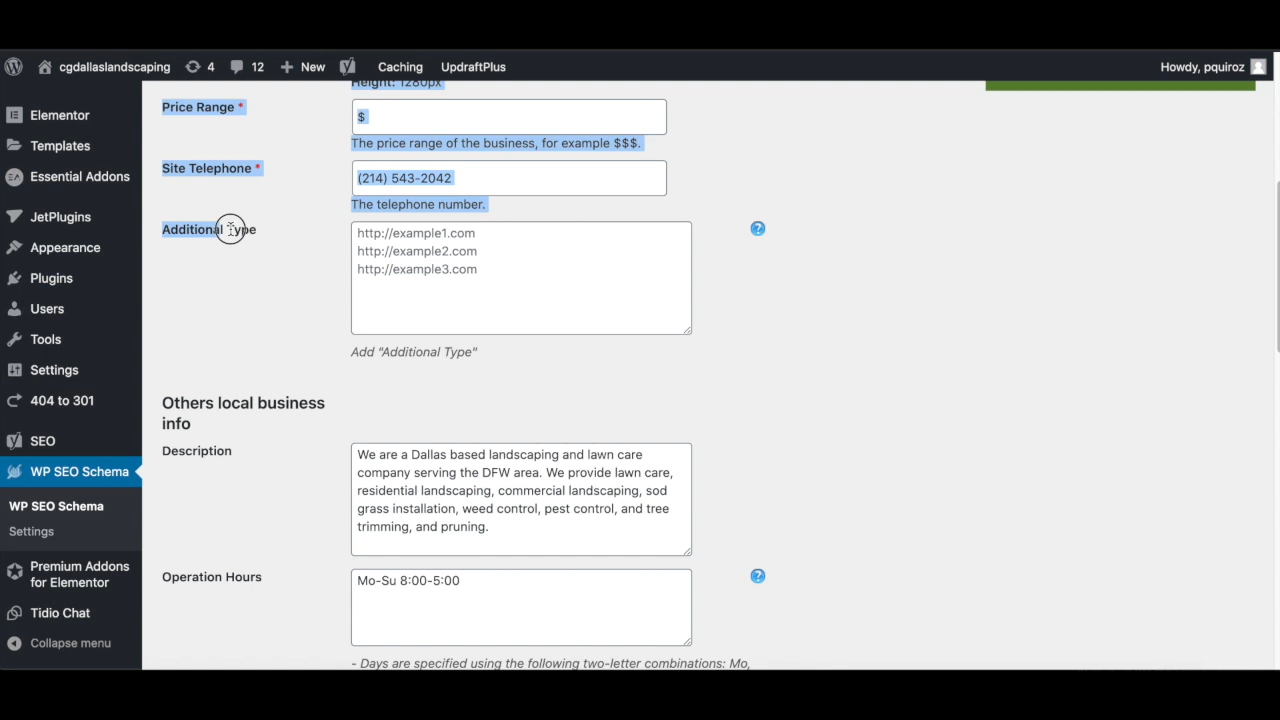 cgdallaslandscaping 4 12 New Caching UpdraftPlus Howdy, pquiroz
Elementor
Templates
Essential Addons
JetPlugins
Appearance
Plugins
Users
Tools
Settings
404 to 301
SEO
WP SEO Schema
WP SEO Schema
Settings
Premium Addons
for Elementor
Tidio Chat
Collapse menu
Height: 1280px
Price Range *
$
The price range of the business, for example $$$.
Site Telephone *
(214) 543-2042
The telephone number.
Additional Type
http://example1.com
http://example2.com
http://example3.com
Add "Additional Type"
Others local business
info
Description
We are a Dallas based landscaping and lawn care
company serving the DFW area. We provide lawn care,
residential landscaping, commercial landscaping, sod
grass installation, weed control, pest control, and tree
trimming, and pruning.
Operation Hours
Mo-Su 8:00-5:00
- Days are specified using the following two-letter combinations: Mo,